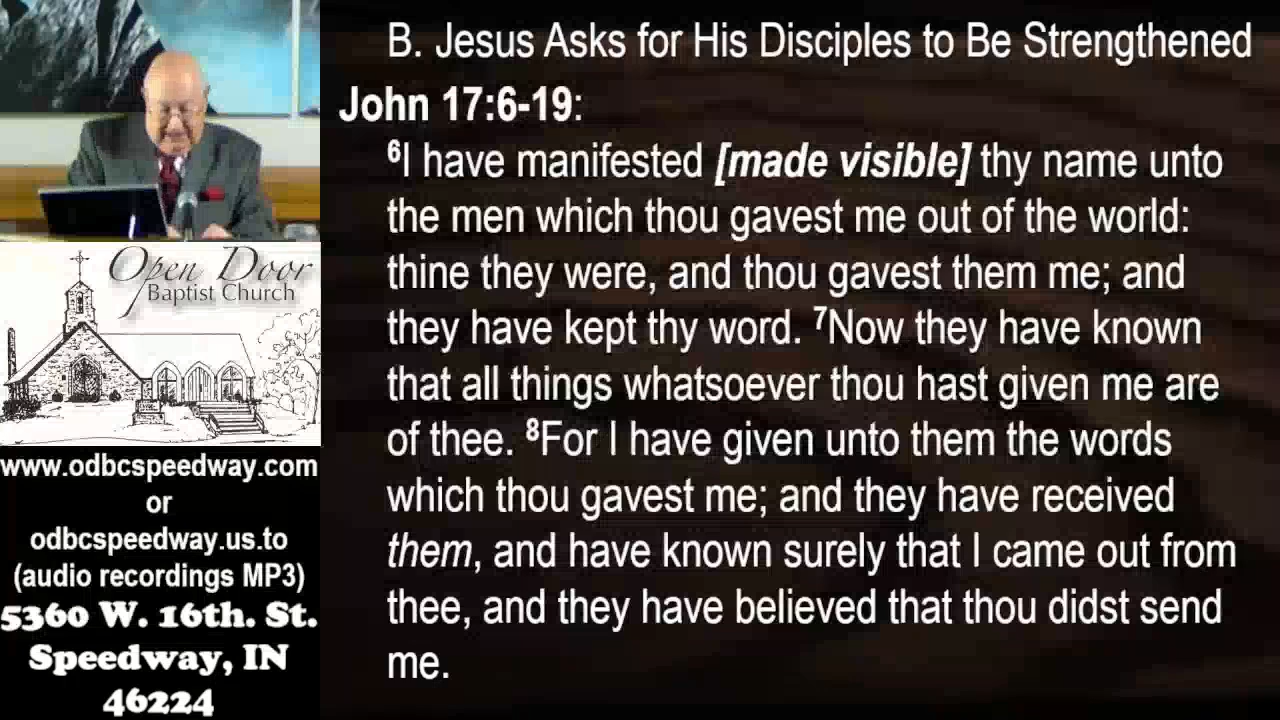 B. Jesus Asks for His Disciples to Be Strengthened
John 17:6-19:
⁶I have manifested [made visible] thy name unto
the men which thou gavest me out of the world:
thine they were, and thou gavest them me; and
they have kept thy word. ⁷Now they have known
that all things whatsoever thou hast given me are
of thee. ⁸For I have given unto them the words
which thou gavest me; and they have received
them, and have known surely that I came out from
thee, and they have believed that thou didst send
me.
Open Door
Baptist Church
www.odbcspeedway.com
or
odbcspeedway.us.to
(audio recordings MP3)
5360 W. 16th. St.
Speedway, IN
46224